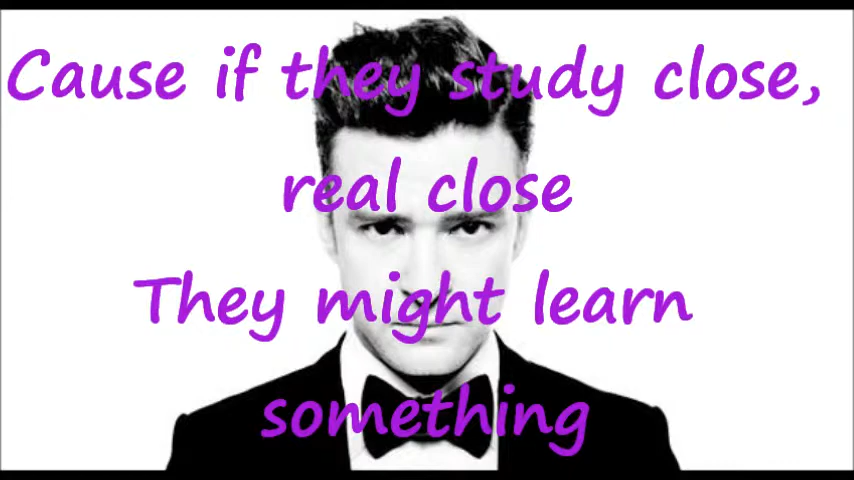 Cause if they study close,
real close
They might learn
something